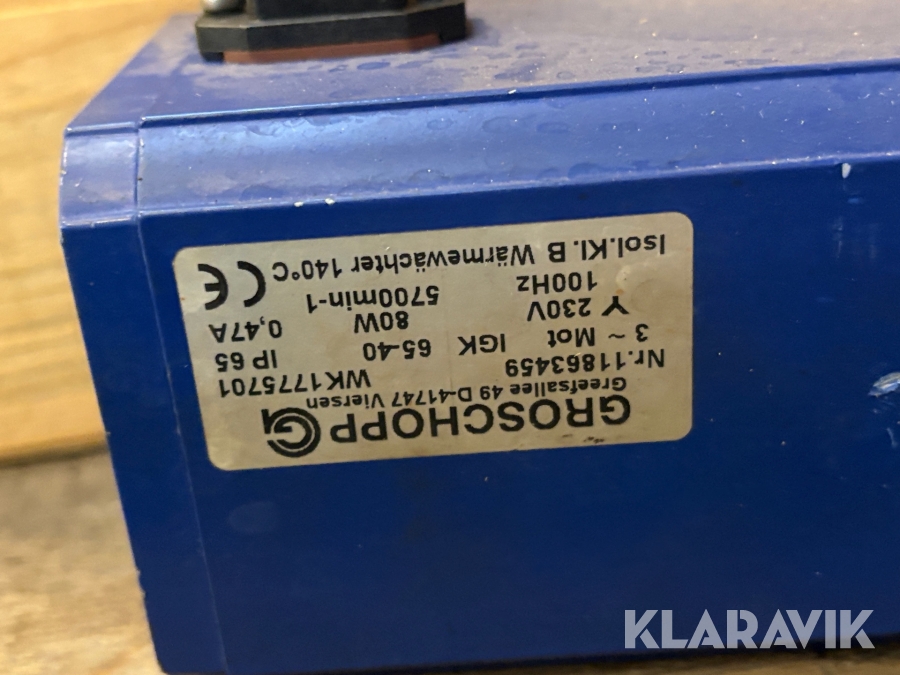 GROSCHOPP
Greefsallee 49 D-41747 Viersen
Nr.11863459 WK1775701
3 ~ Mot IGK 65-40 IP 65
Y 230V 80W 0,47A
100Hz 5700min-1
Isol.Kl. B Wärmewächter 140°C CE
KLARAVIK